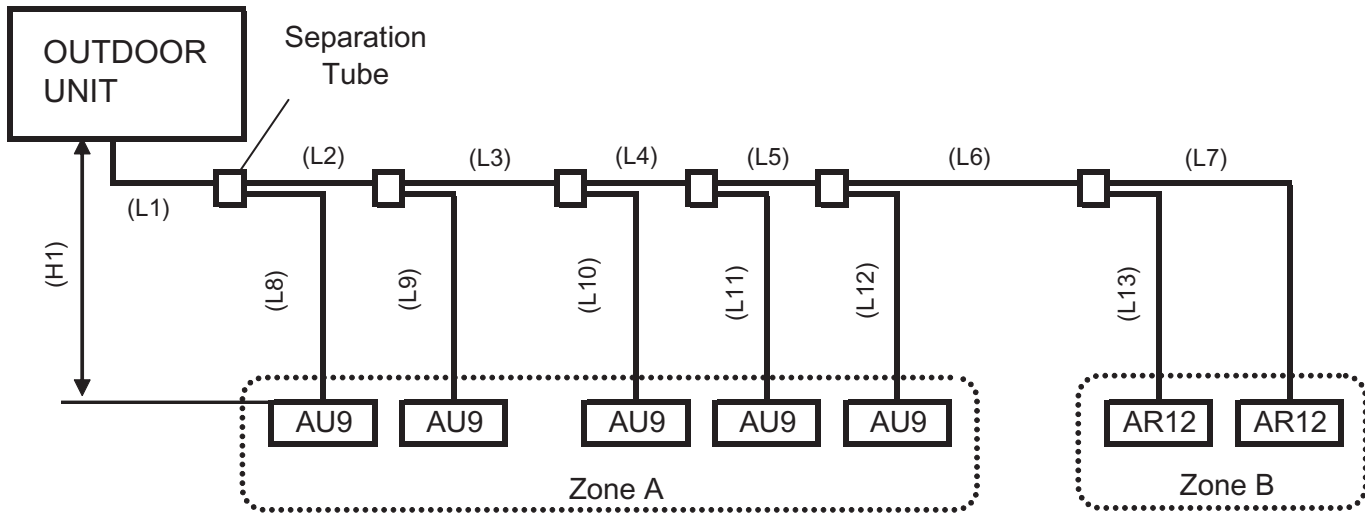 OUTDOOR
UNIT
Separation
Tube
(L1)
(L2)
(L3)
(L4)
(L5)
(L6)
(L7)
(H1)
(L8)
(L9)
(L10)
(L11)
(L12)
(L13)
AU9
AU9
AU9
AU9
AU9
AR12
AR12
Zone A
Zone B